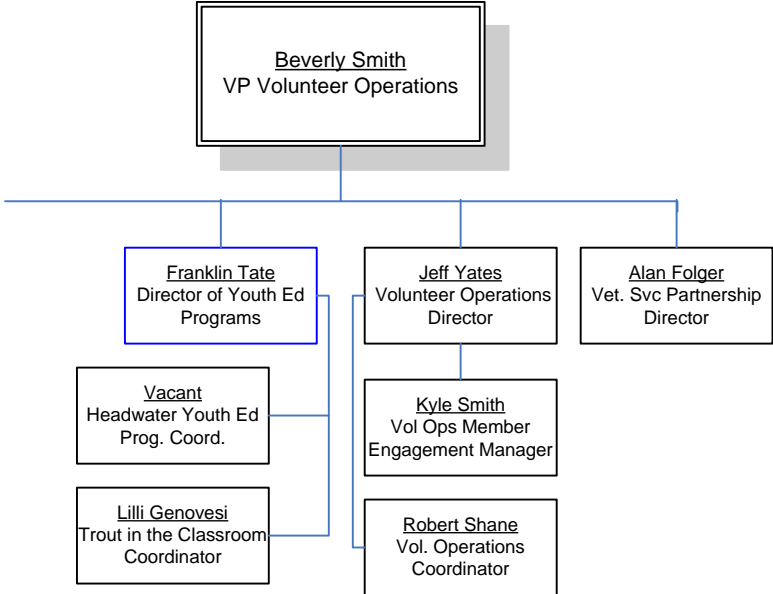 Beverly Smith
VP Volunteer Operations
Franklin Tate
Director of Youth Ed
Programs
Jeff Yates
Volunteer Operations
Director
Alan Folger
Vet. Svc Partnership
Director
Vacant
Headwater Youth Ed
Prog. Coord.
Kyle Smith
Vol Ops Member
Engagement Manager
Lilli Genovesi
Trout in the Classroom
Coordinator
Robert Shane
Vol. Operations
Coordinator